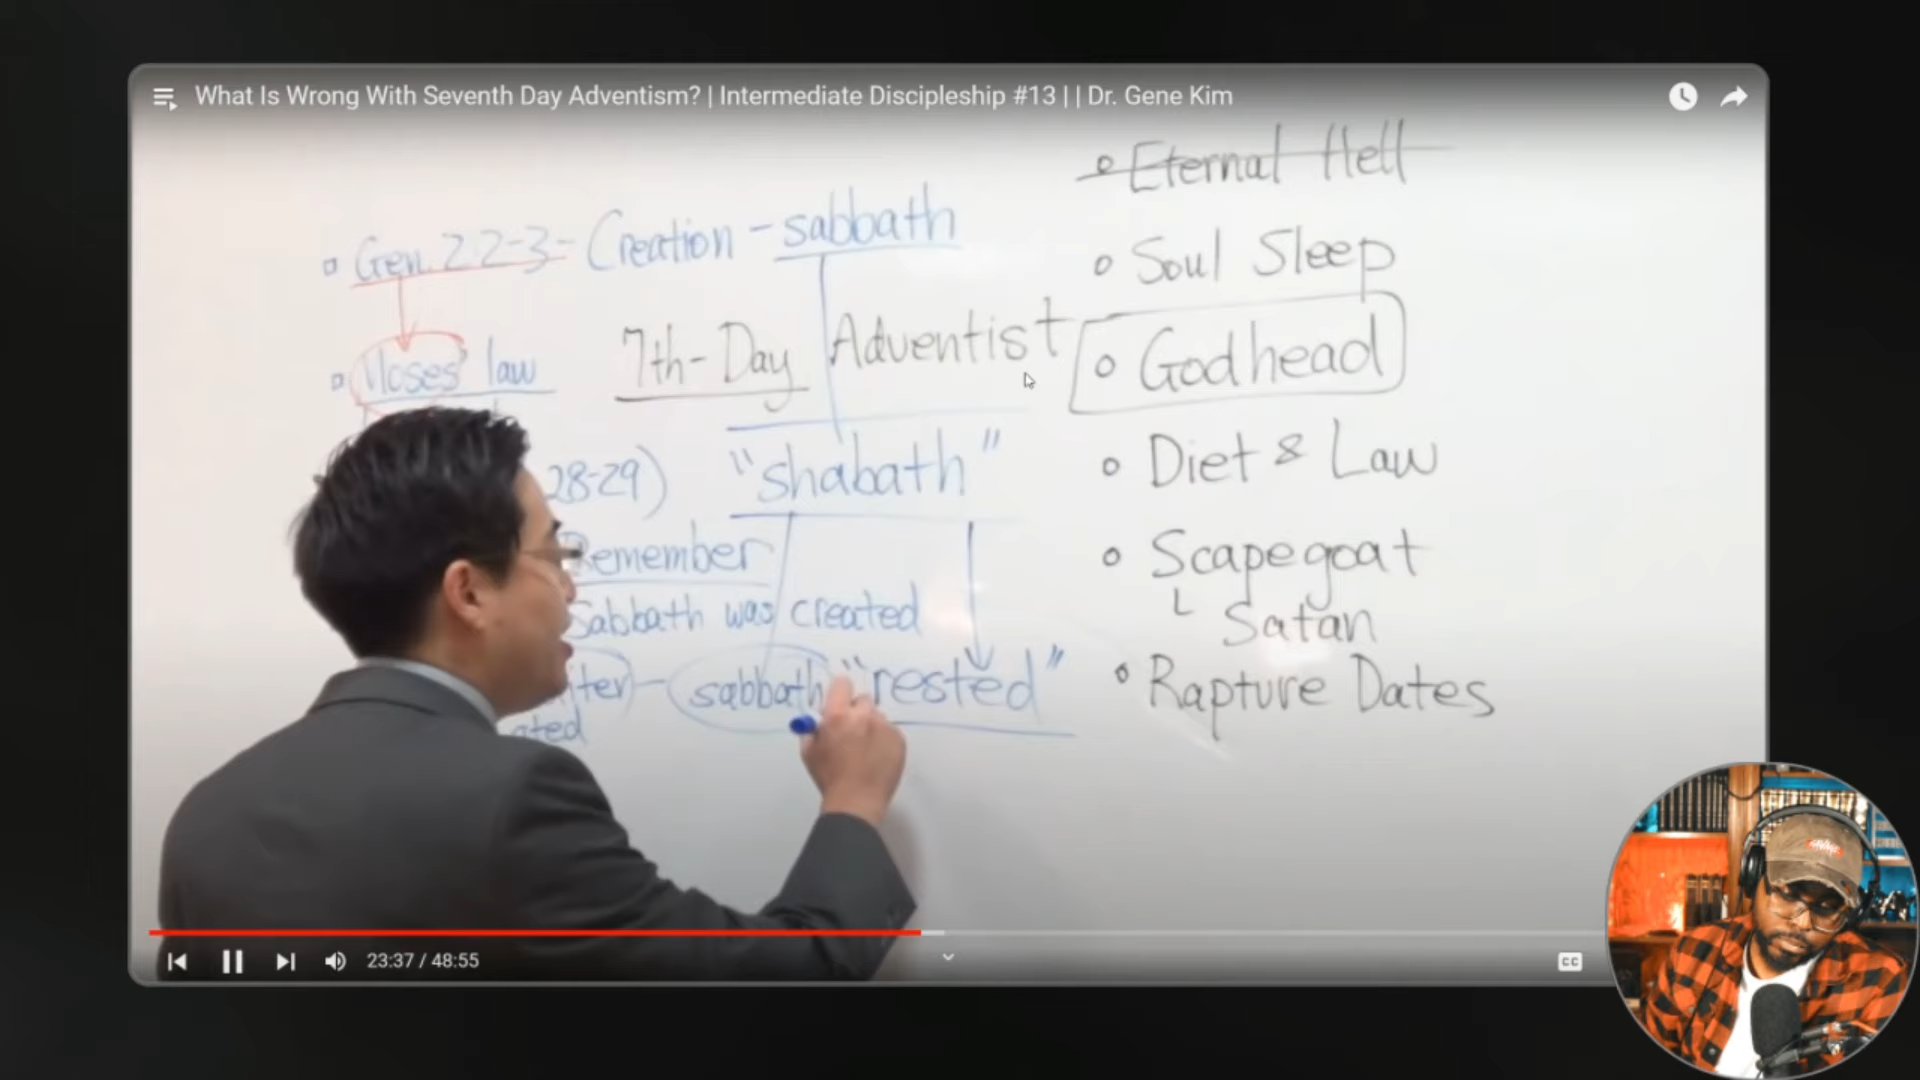 What Is Wrong With Seventh Day Adventism? | Intermediate Discipleship #13 | | Dr. Gene Kim
Gen. 2:2-3 - Creation - sabbath
Moses' law
7th-Day Adventist
28-29) "shabath"
Remember
Sabbath was created
sabbath "rested"
Eternal Hell
Soul Sleep
Godhead
Diet & Law
Scapegoat
Satan
Rapture Dates
23:37 / 48:55
CC